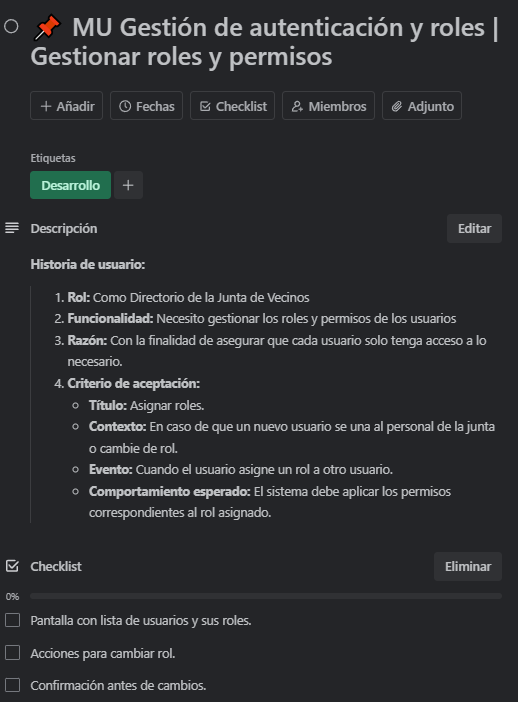 📌 MU Gestión de autenticación y roles |
Gestionar roles y permisos
+ Añadir
Fechas
Checklist
Miembros
Adjunto
Etiquetas
Desarrollo
+
Descripción
Editar
Historia de usuario:
1. Rol: Como Directorio de la Junta de Vecinos
2. Funcionalidad: Necesito gestionar los roles y permisos de los usuarios
3. Razón: Con la finalidad de asegurar que cada usuario solo tenga acceso a lo
necesario.
4. Criterio de aceptación:
○ Título: Asignar roles.
○ Contexto: En caso de que un nuevo usuario se una al personal de la junta
o cambie de rol.
○ Evento: Cuando el usuario asigne un rol a otro usuario.
○ Comportamiento esperado: El sistema debe aplicar los permisos
correspondientes al rol asignado.
Checklist
Eliminar
0%
Pantalla con lista de usuarios y sus roles.
Acciones para cambiar rol.
Confirmación antes de cambios.